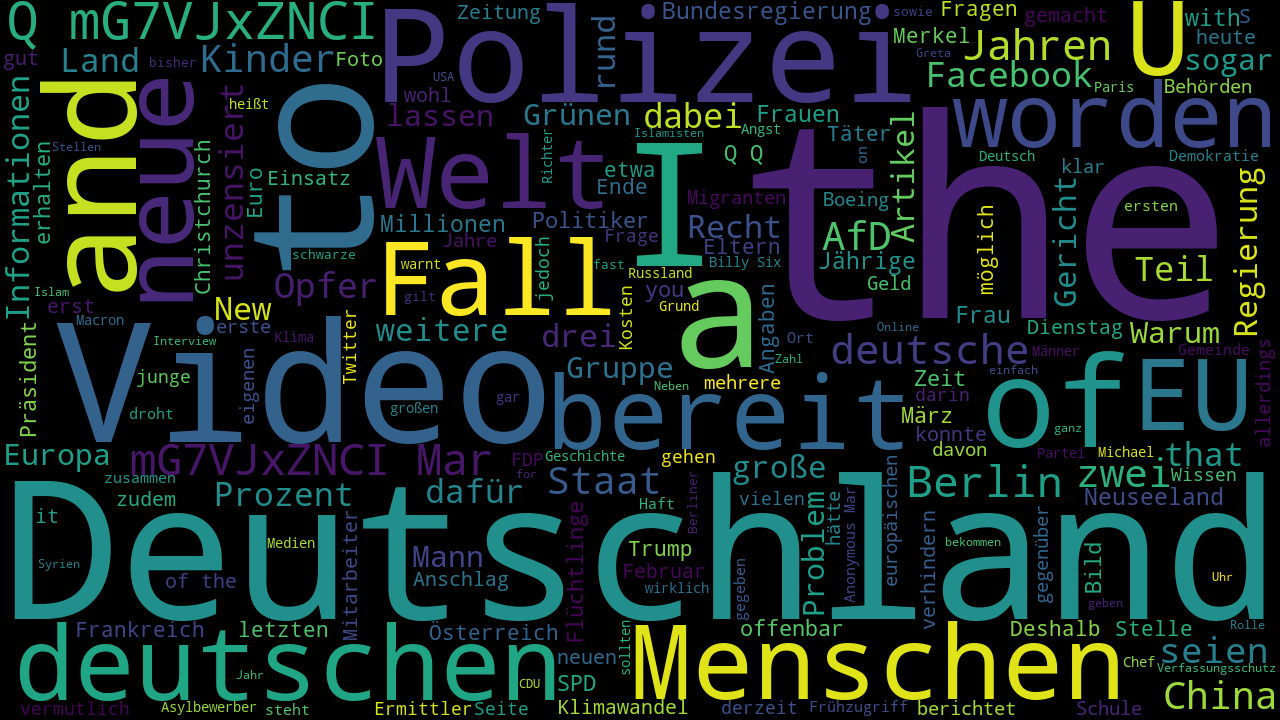 Q mG7VJxZNCI
Zeitung
Bundesregierung
sowie
Fragen
gemacht
U
with
S
gut
Land
bisher
Kinder
Foto
Polizei
rund
Merkel
Jahren
heute
Greta
sogar
USA
Facebook
Paris
Behörden
Informationen
and
neue
unzensiert
heißt
to
wohl
lassen
Grünen
dabei
Frauen
Täter
worden
Stellen
erhalten
Christchurch
Euro
Einsatz
Welt
Richter
Islamisten
Angst
Q Q
on
Artikel
Deutsch
klar
Demokratie
etwa
Ende
I
the
Migranten
Boeing
ersten
Regierung
Millionen
Politiker
Recht
AfD
möglich
Gericht
schwarze
Jahre
Frage
Eltern
Jährige
Teil
Fall
warnt
jedoch
fast
Russland
Billy Six
Geld
Islam
erst
Opfer
gilt
you
a
Grund
New
Kosten
Angaben
Frau
Macron
erste
Klima
Twitter
weitere
drei
Ort
Online
Dienstag
Warum
Präsident
Interview
Video
deutsche
Männer
Gemeinde
allerdings
junge
eigenen
großen
gar
Gruppe
Neben
mehrere
Zahl
Zeit
einfach
of
EU
droht
bereit
darin
März
ganz
konnte
Europa
mG7VJxZNCI Mar
FDP
Geschichte
gehen
davon
Partei
Michael
that
zusammen
for
Staat
große
Berlin
zwei
Wissen
zudem
Prozent
dafür
Haft
Berliner
vielen
Problem
hätte
Anonymous Mar
europäischen
Neuseeland
it
Deutschland
Medien
Mitarbeiter
Mann
Flüchtlinge
Trump
verhindern
bekommen
gegenüber
Bild
Syrien
of the
Anschlag
Februar
wirklich
gegeben
Uhr
geben
deutschen
Frankreich
letzten
Österreich
sollten
Menschen
offenbar
Deshalb
Stelle
Rolle
neuen
seien
Jahr
CDU
SPD
Chef
Verfassungsschutz
China
vermutlich
Asylbewerber
steht
Ermittler
Seite
Klimawandel
derzeit
Frühzugriff
berichtet
Schule